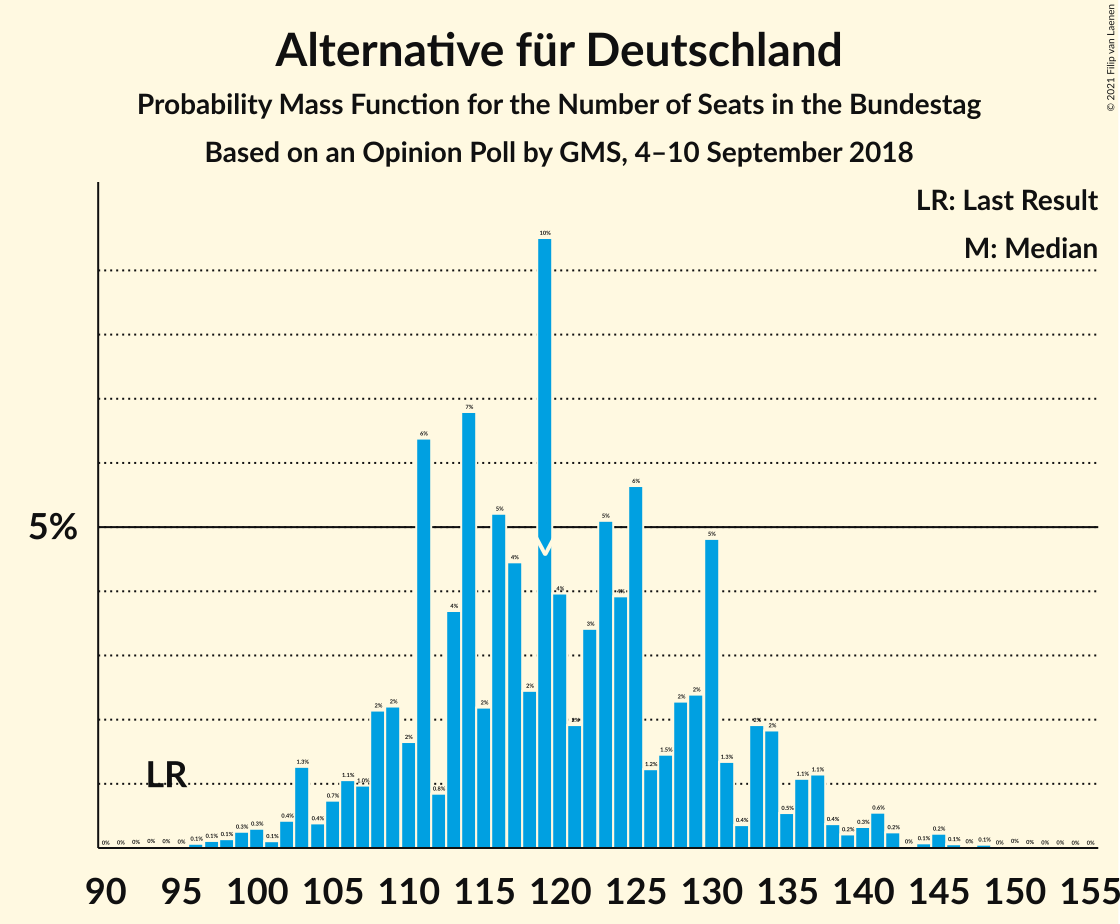 Alternative für Deutschland
Probability Mass Function for the Number of Seats in the Bundestag
Based on an Opinion Poll by GMS, 4–10 September 2018
© 2021 Filip van Laenen
LR: Last Result
M: Median
5%
LR
0% 0% 0% 0% 0% 0% 0.1% 0.1% 0.1% 0.3% 0.3% 0.1% 0.4% 1.3% 0.4% 0.7% 1.1% 1.0% 2% 2% 2% 6% 0.8% 4% 7% 2% 5% 4% 2% 10% 4% 2% 3% 5% 4% 6% 1.2% 1.5% 2% 2% 5% 1.3% 0.4% 2% 2% 0.5% 1.1% 1.1% 0.4% 0.2% 0.3% 0.6% 0.2% 0% 0.1% 0.2% 0.1% 0% 0.1% 0% 0% 0% 0% 0% 0% 0%
90 95 100 105 110 115 120 125 130 135 140 145 150 155